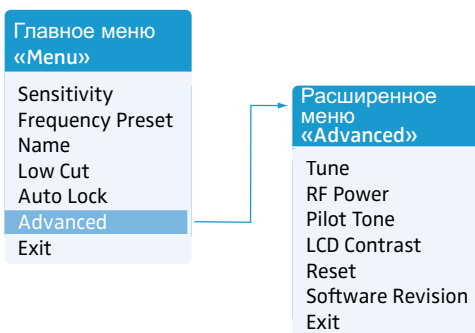 Главное меню
«Menu»
Sensitivity
Frequency Preset
Name
Low Cut
Auto Lock
Advanced
Exit
Расширенное
меню
«Advanced»
Tune
RF Power
Pilot Tone
LCD Contrast
Reset
Software Revision
Exit